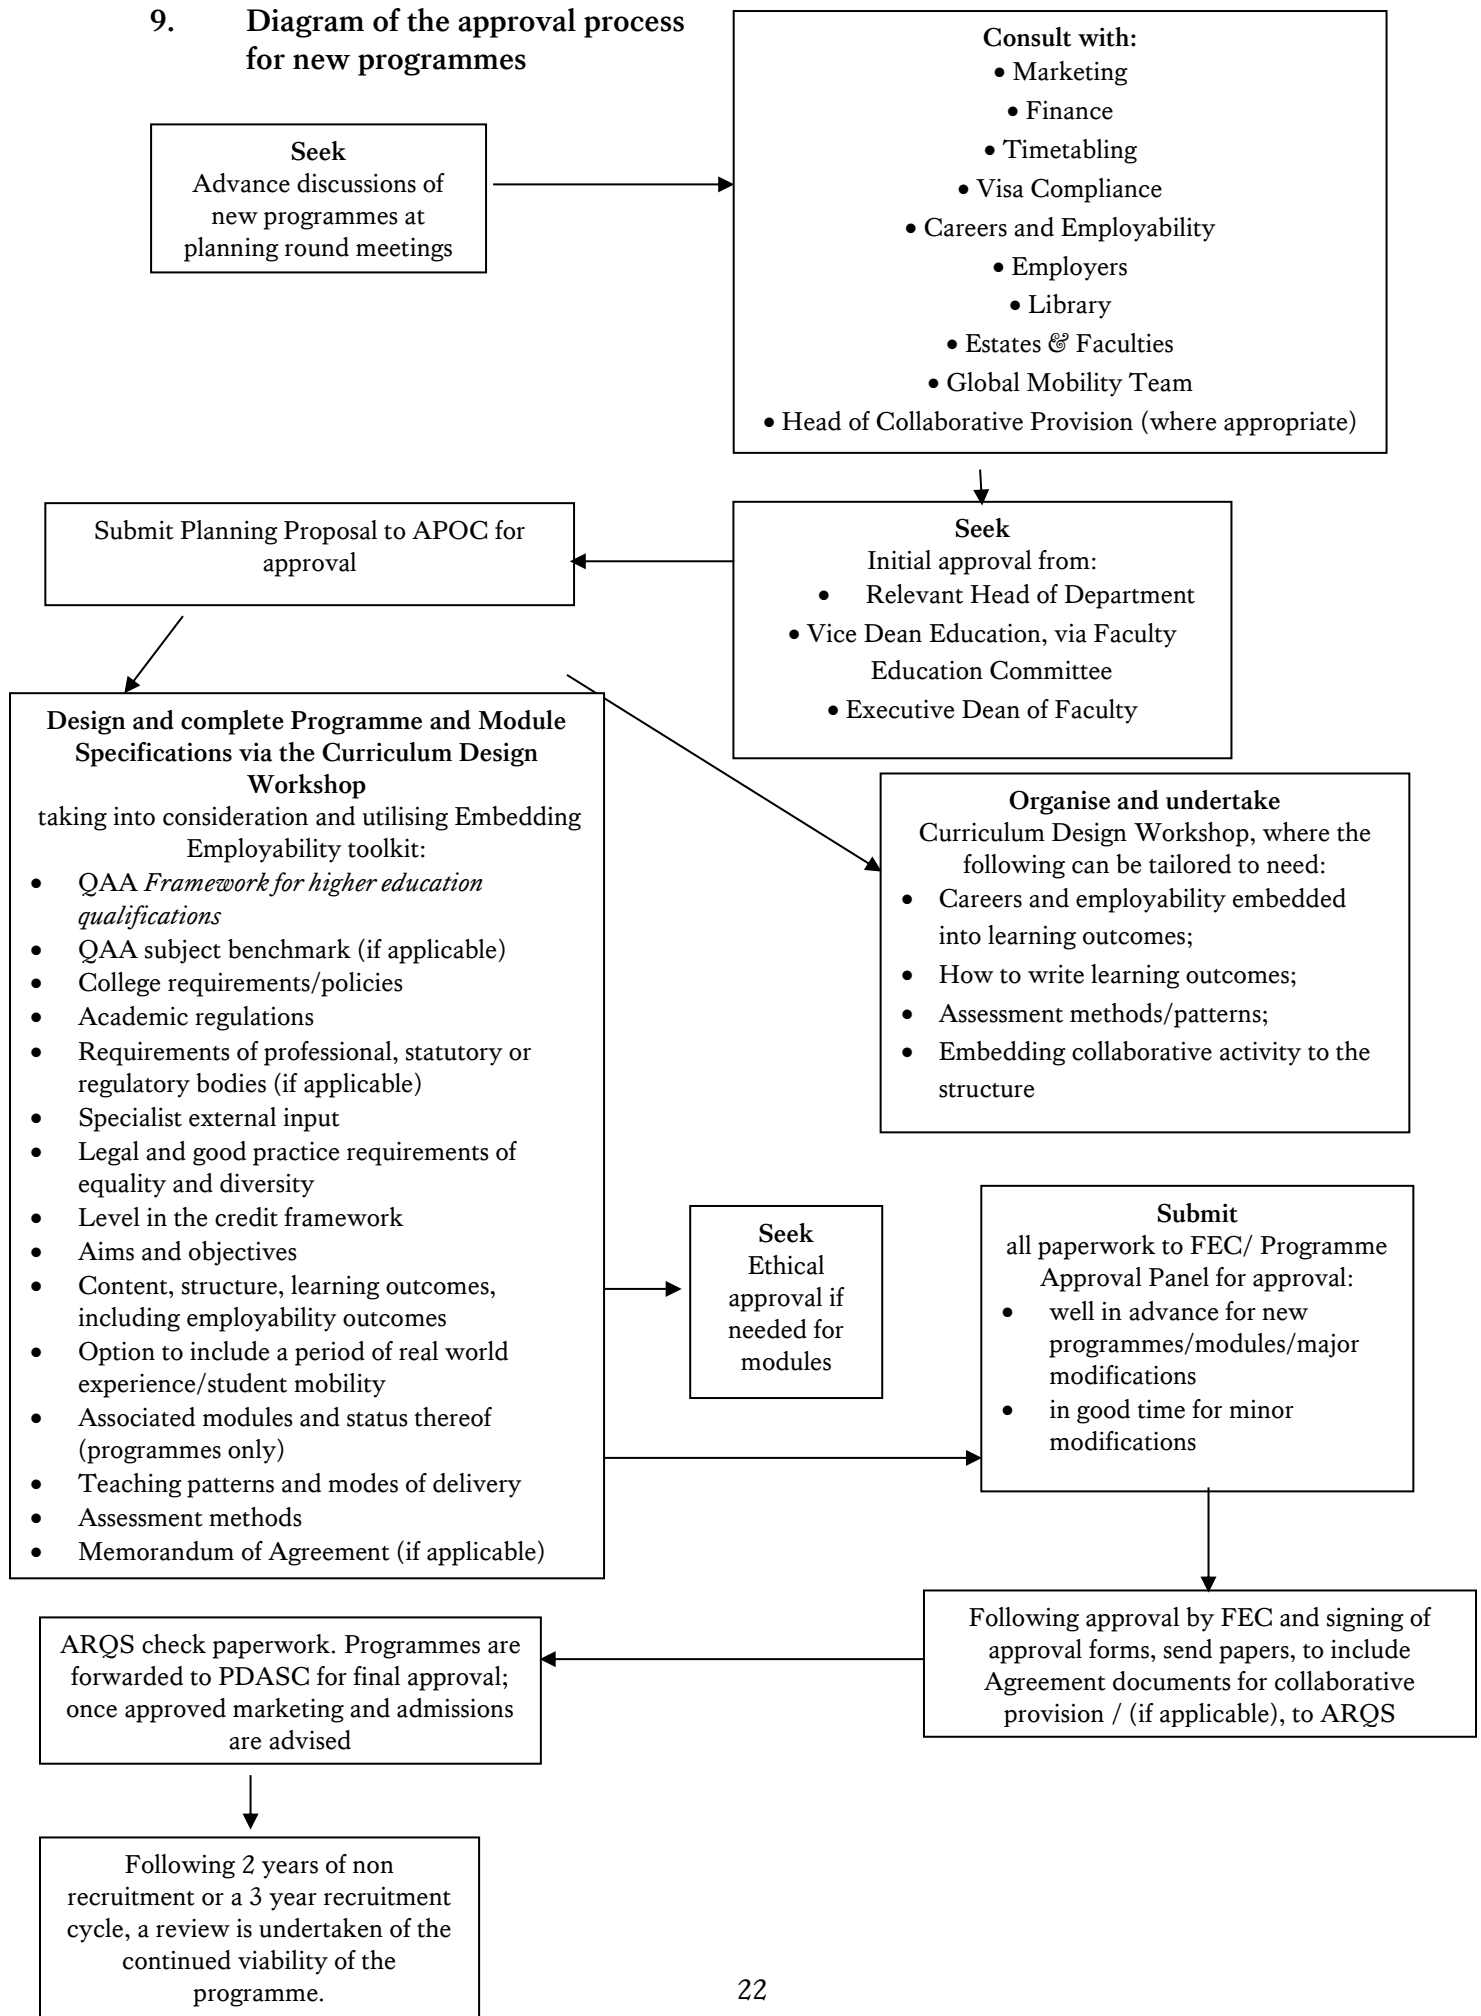 9. Diagram of the approval process
for new programmes
Seek
Advance discussions of
new programmes at
planning round meetings
Consult with:
• Marketing
• Finance
• Timetabling
• Visa Compliance
• Careers and Employability
• Employers
• Library
• Estates & Faculties
• Global Mobility Team
• Head of Collaborative Provision (where appropriate)
Seek
Initial approval from:
• Relevant Head of Department
• Vice Dean Education, via Faculty
Education Committee
• Executive Dean of Faculty
Submit Planning Proposal to APOC for
approval
Design and complete Programme and Module
Specifications via the Curriculum Design
Workshop
taking into consideration and utilising Embedding
Employability toolkit:
• QAA Framework for higher education
qualifications
• QAA subject benchmark (if applicable)
• College requirements/policies
• Academic regulations
• Requirements of professional, statutory or
regulatory bodies (if applicable)
• Specialist external input
• Legal and good practice requirements of
equality and diversity
• Level in the credit framework
• Aims and objectives
• Content, structure, learning outcomes,
including employability outcomes
• Option to include a period of real world
experience/student mobility
• Associated modules and status thereof
(programmes only)
• Teaching patterns and modes of delivery
• Assessment methods
• Memorandum of Agreement (if applicable)
Organise and undertake
Curriculum Design Workshop, where the
following can be tailored to need:
• Careers and employability embedded
into learning outcomes;
• How to write learning outcomes;
• Assessment methods/patterns;
• Embedding collaborative activity to the
structure
Seek
Ethical
approval if
needed for
modules
Submit
all paperwork to FEC/ Programme
Approval Panel for approval:
• well in advance for new
programmes/modules/major
modifications
• in good time for minor
modifications
Following approval by FEC and signing of
approval forms, send papers, to include
Agreement documents for collaborative
provision / (if applicable), to ARQS
ARQS check paperwork. Programmes are
forwarded to PDASC for final approval;
once approved marketing and admissions
are advised
Following 2 years of non
recruitment or a 3 year recruitment
cycle, a review is undertaken of the
continued viability of the
programme.
22